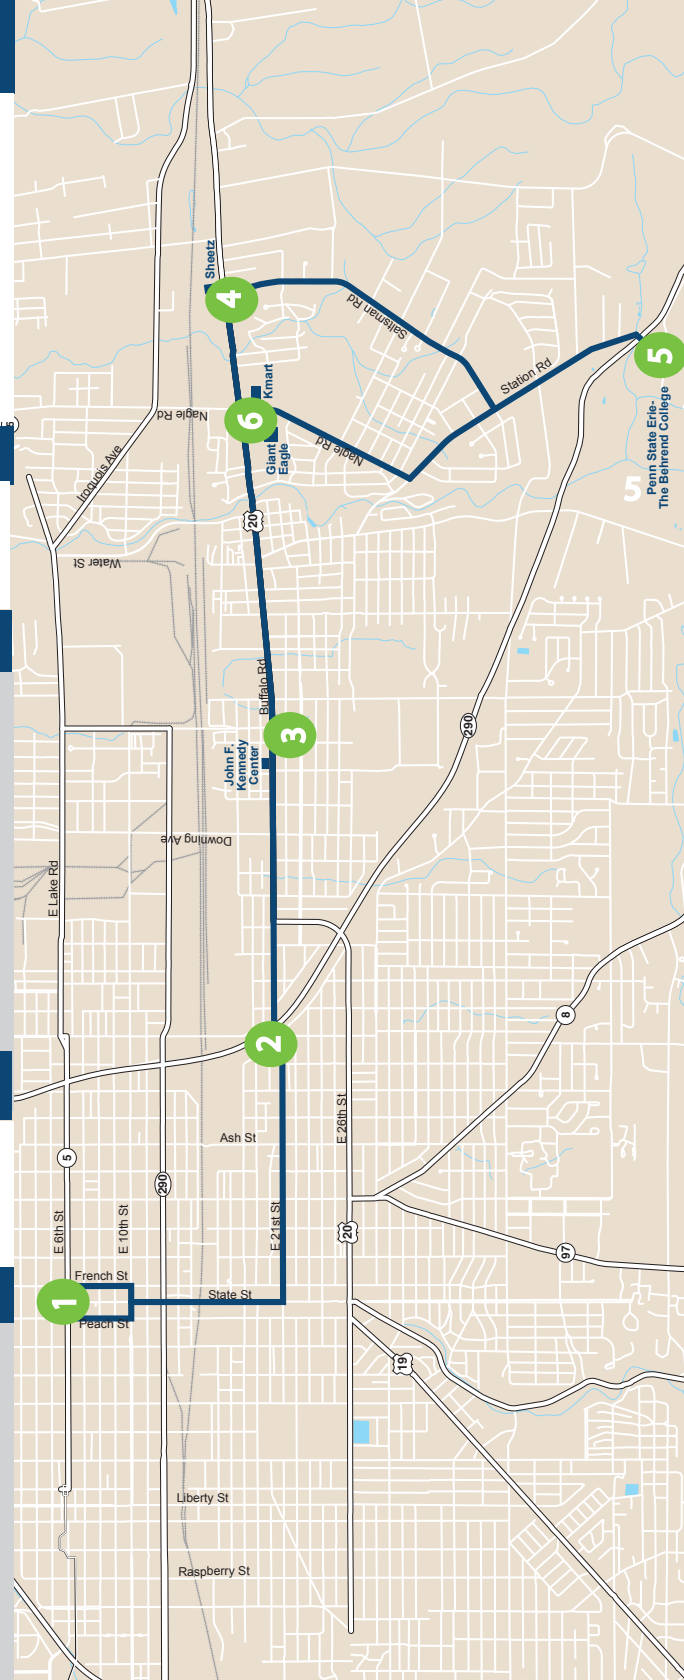 Sheetz
4
Saltsman Rd
Station Rd
5
Penn State Erie-
The Behrend College
5
Kmart
6
Giant
Eagle
Nagle Rd
Nagle Rd
Iroquois Ave
5
20
Water St
Buffalo Rd
3
John F.
Kennedy
Center
290
Downing Ave
E Lake Rd
2
8
E 26th St
Ash St
5
290
E 6th St
E 10th St
E 21st St
20
97
French St
1
Peach St
State St
19
Liberty St
Raspberry St